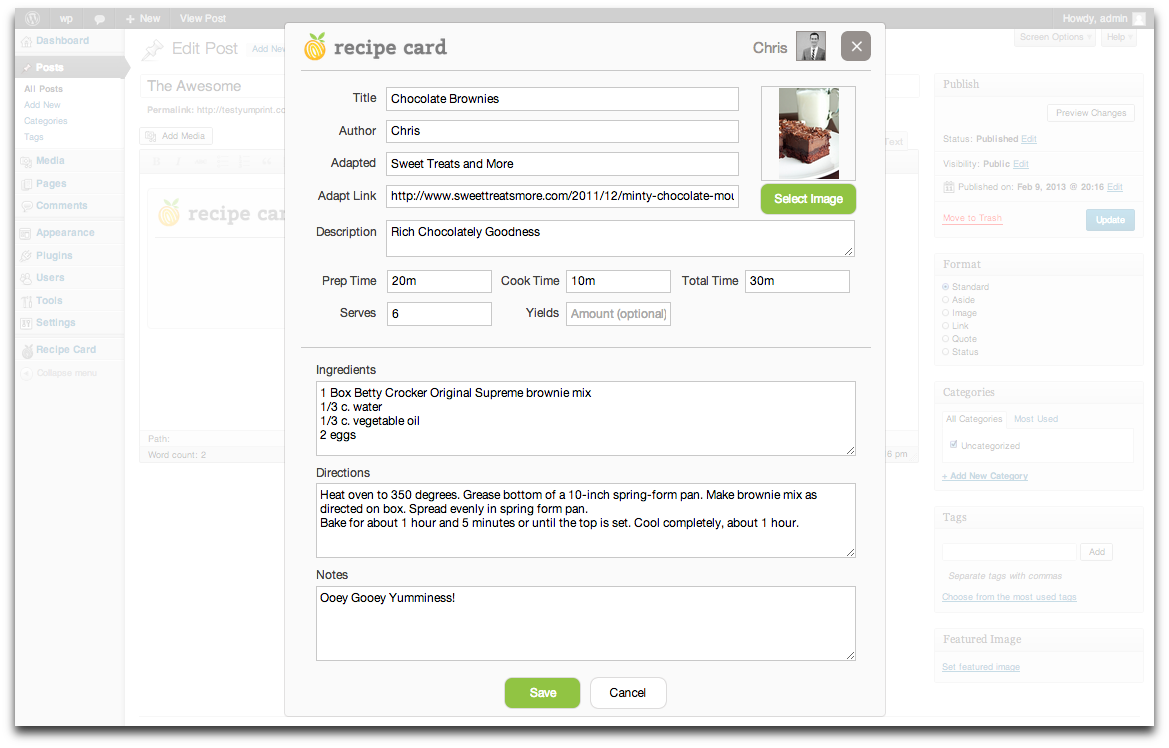 wp
+ New
View Post
Howdy, admin
Dashboard
Posts
All Posts
Add New
Categories
Tags
Media
Pages
Comments
Appearance
Plugins
Users
Tools
Settings
Recipe Card
Collapse menu
Edit Post
Add New
The Awesome
Permalink: http://testyumprint.co
Add Media
recipe car
Path:
Word count: 2
recipe card
Chris
Title
Chocolate Brownies
Author
Chris
Adapted
Sweet Treats and More
Adapt Link
http://www.sweettreatsmore.com/2011/12/minty-chocolate-mou
Select Image
Description
Rich Chocolately Goodness
Prep Time
20m
Cook Time
10m
Total Time
30m
Serves
6
Yields
Amount (optional)
Ingredients
1 Box Betty Crocker Original Supreme brownie mix
1/3 c. water
1/3 c. vegetable oil
2 eggs
Directions
Heat oven to 350 degrees. Grease bottom of a 10-inch spring-form pan. Make brownie mix as
directed on box. Spread evenly in spring form pan.
Bake for about 1 hour and 5 minutes or until the top is set. Cool completely, about 1 hour.
Notes
Ooey Gooey Yumminess!
Save
Cancel
Text
6 pm
Screen Options
Help
Publish
Preview Changes
Status: Published Edit
Visibility: Public Edit
Published on: Feb 9, 2013 @ 20:16 Edit
Move to Trash
Update
Format
Standard
Aside
Image
Link
Quote
Status
Categories
All Categories
Most Used
Uncategorized
+ Add New Category
Tags
Add
Separate tags with commas
Choose from the most used tags
Featured Image
Set featured image